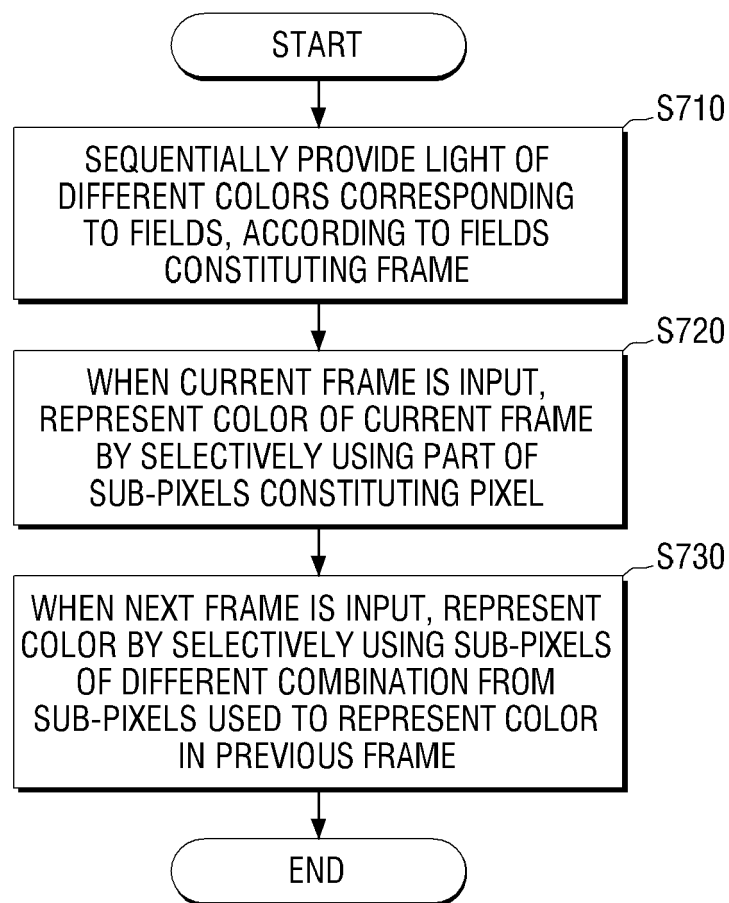 START
S710
SEQUENTIALLY PROVIDE LIGHT OF
DIFFERENT COLORS CORRESPONDING
TO FIELDS, ACCORDING TO FIELDS
CONSTITUTING FRAME
S720
WHEN CURRENT FRAME IS INPUT,
REPRESENT COLOR OF CURRENT FRAME
BY SELECTIVELY USING PART OF
SUB-PIXELS CONSTITUTING PIXEL
S730
WHEN NEXT FRAME IS INPUT, REPRESENT
COLOR BY SELECTIVELY USING SUB-PIXELS
OF DIFFERENT COMBINATION FROM
SUB-PIXELS USED TO REPRESENT COLOR
IN PREVIOUS FRAME
END